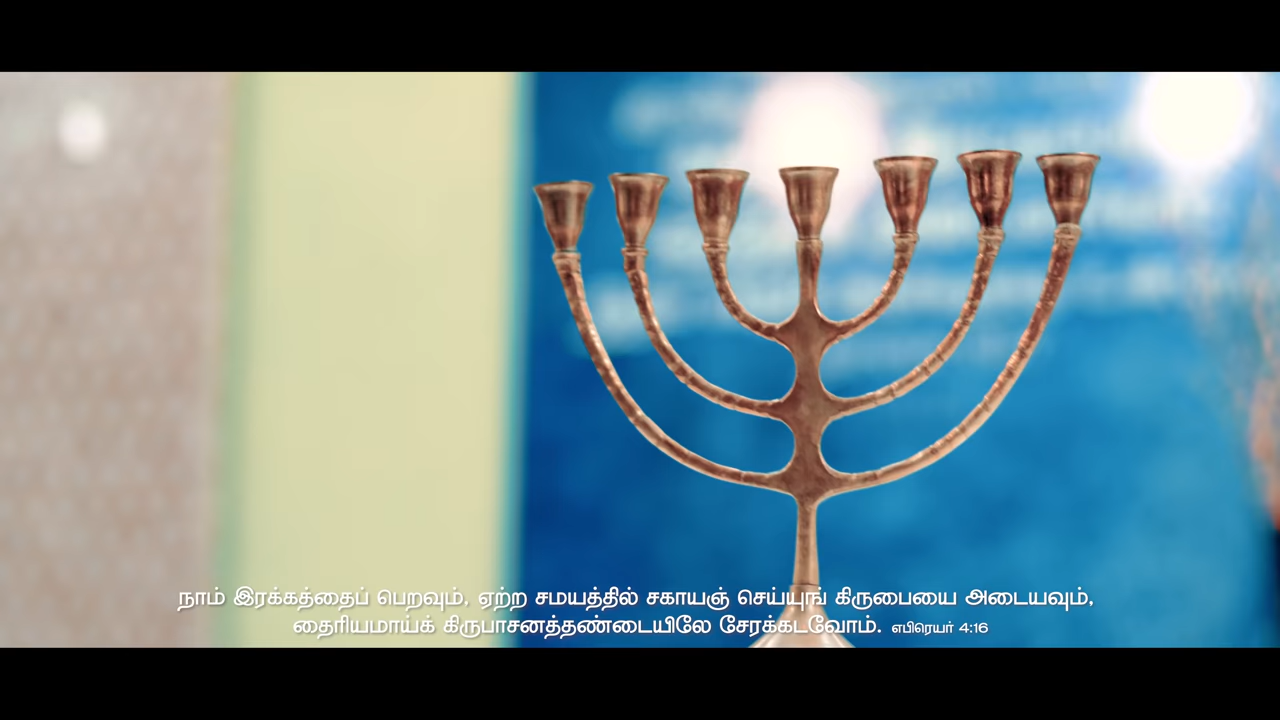 நாம் இரக்கத்தைப் பெறவும், ஏற்ற சமயத்தில் சகாயஞ் செய்யுங் கிருபையை அடையவும்,
தைரியமாய்க் கிருபாசனத்தண்டையிலே சேரக்கடவோம். எபிரெயர் 4:16